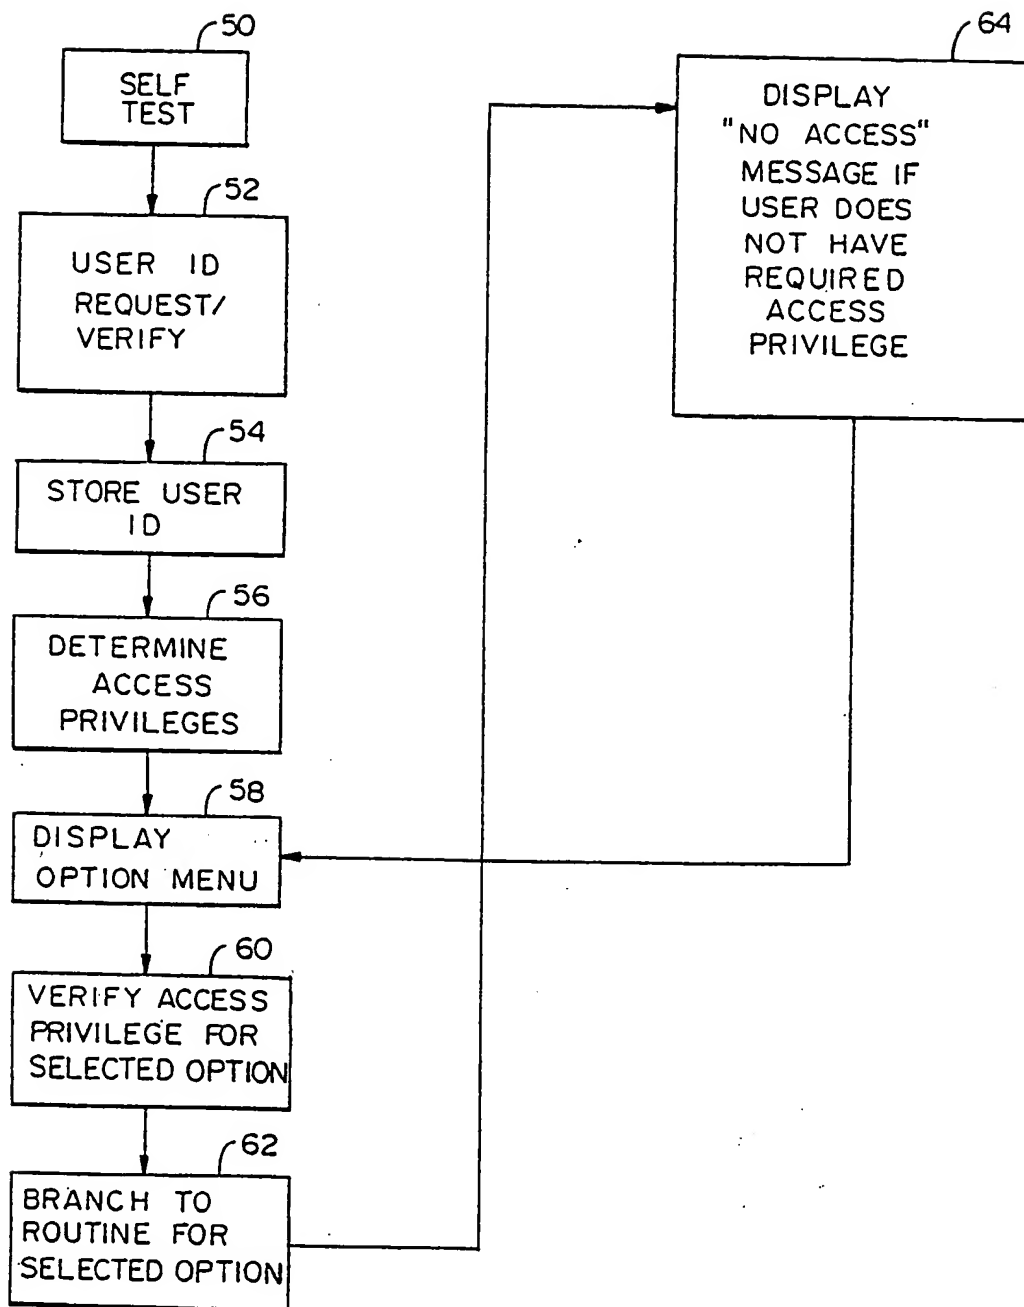 50
SELF
TEST
52
USER ID
REQUEST/
VERIFY
54
STORE USER
ID
56
DETERMINE
ACCESS
PRIVILEGES
58
DISPLAY
OPTION MENU
60
VERIFY ACCESS
PRIVILEGE FOR
SELECTED OPTION
62
BRANCH TO
ROUTINE FOR
SELECTED OPTION
64
DISPLAY
"NO ACCESS"
MESSAGE IF
USER DOES
NOT HAVE
REQUIRED
ACCESS
PRIVILEGE